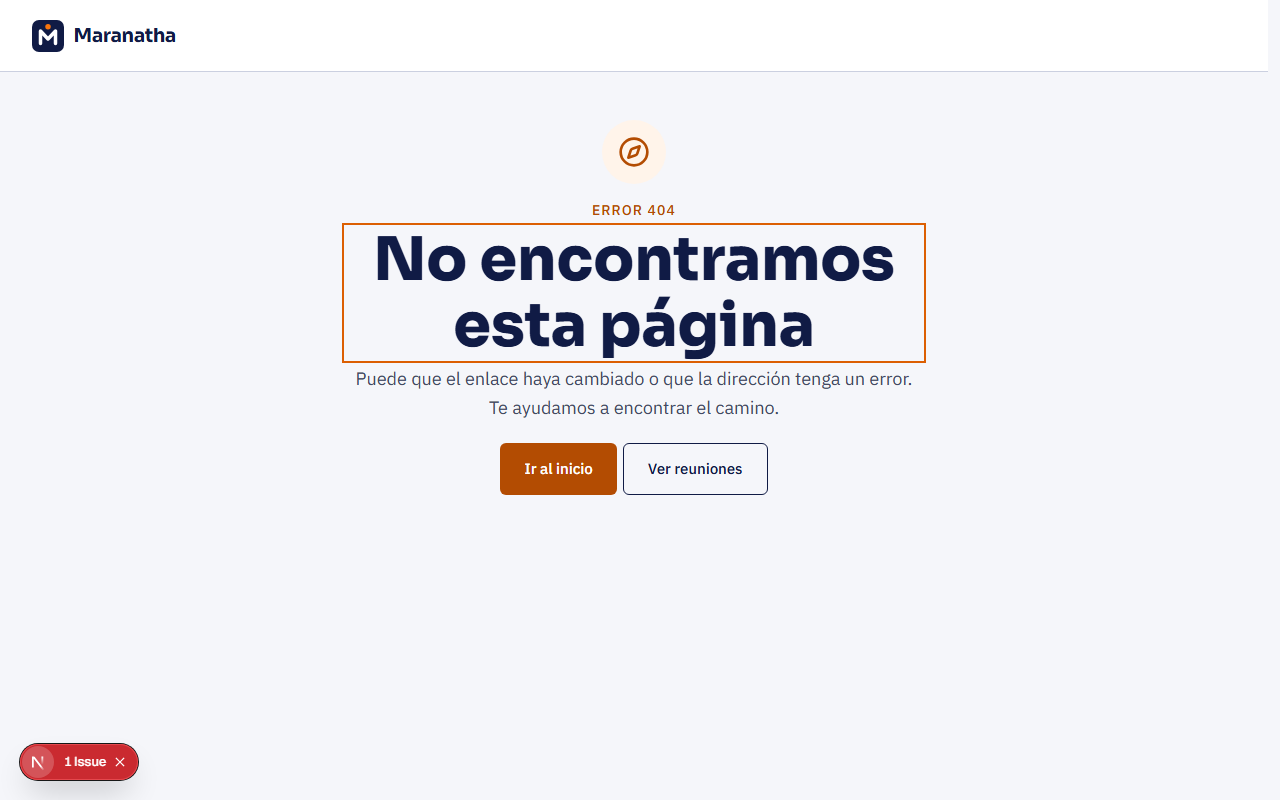 Maranatha
ERROR 404
No encontramos
esta página
Puede que el enlace haya cambiado o que la dirección tenga un error.
Te ayudamos a encontrar el camino.
Ir al inicio
Ver reuniones
N
1 Issue